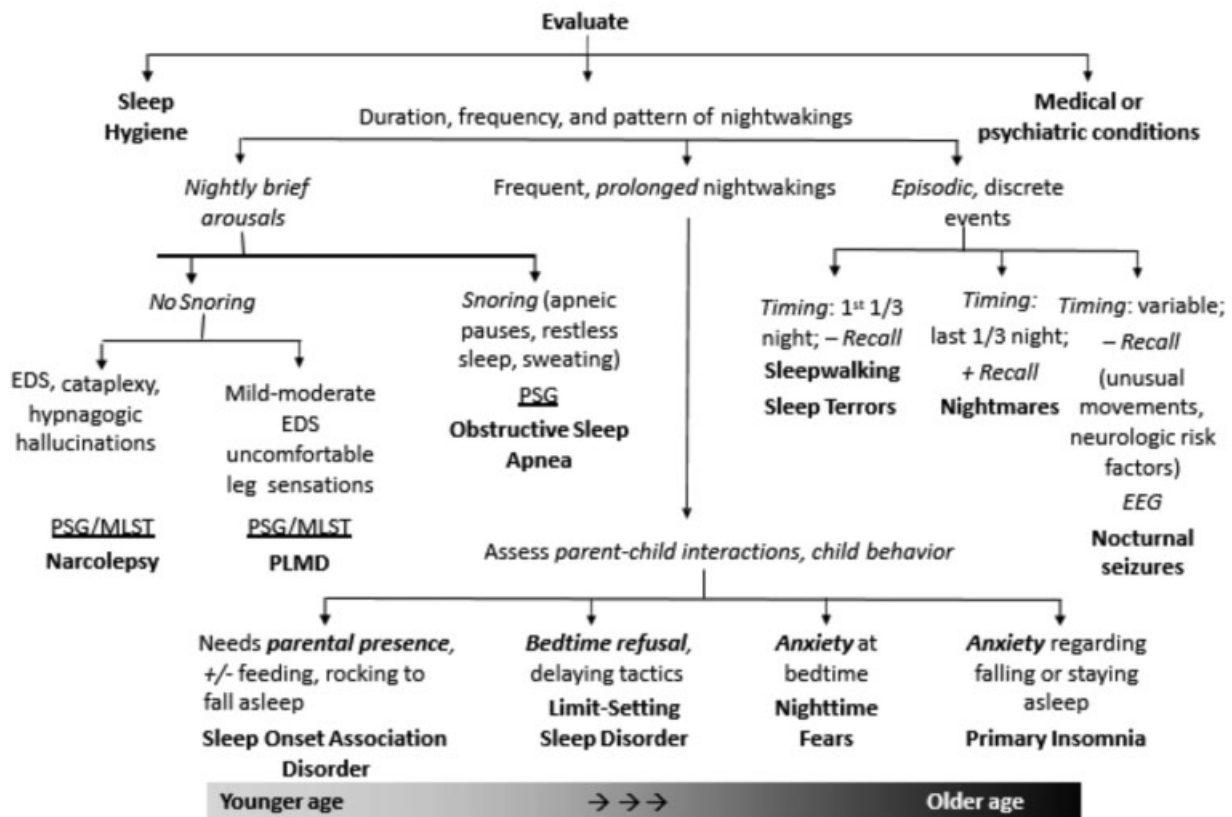 Evaluate
Sleep
Hygiene
Duration, frequency, and pattern of nightwakings
Medical or
psychiatric conditions
Nightly brief
arousals
Frequent, prolonged nightwakings
Episodic, discrete
events
No Snoring
Snoring (apneic
pauses, restless
sleep, sweating)
PSG
Obstructive Sleep
Apnea
Timing: 1st 1/3
night; – Recall
Sleepwalking
Sleep Terrors
Timing:
last 1/3 night;
+ Recall
Nightmares
Timing: variable;
– Recall
(unusual
movements,
neurologic risk
factors)
EEG
Nocturnal
seizures
EDS, cataplexy,
hypnagogic
hallucinations
PSG/MLST
Narcolepsy
Mild-moderate
EDS
uncomfortable
leg sensations
PSG/MLST
PLMD
Assess parent-child interactions, child behavior
Needs parental presence,
+/- feeding, rocking to
fall asleep
Sleep Onset Association
Disorder
Bedtime refusal,
delaying tactics
Limit-Setting
Sleep Disorder
Anxiety at
bedtime
Nighttime
Fears
Anxiety regarding
falling or staying
asleep
Primary Insomnia
Younger age → → → Older age